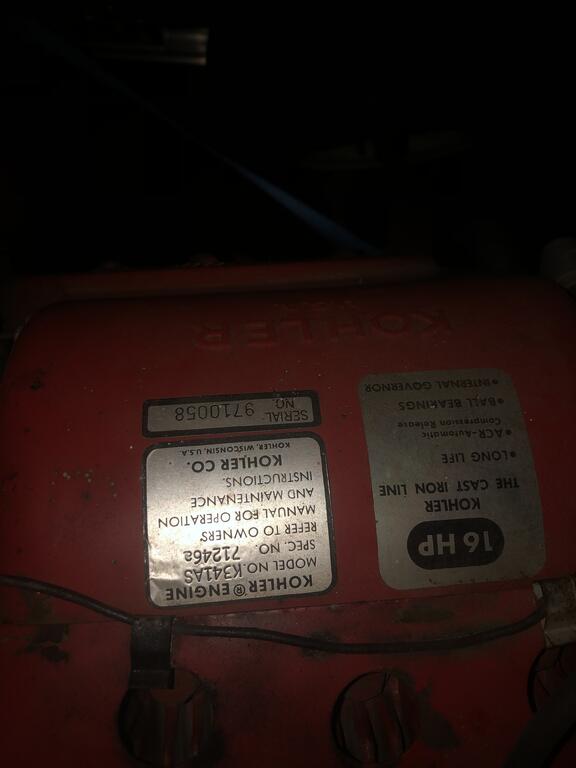 KOHLER ® ENGINE
MODEL NO. K341AS
SPEC. NO. 71246a
REFER TO OWNERS
MANUAL FOR OPERATION
AND MAINTENANCE
INSTRUCTIONS.
KOHLER CO.
KOHLER, WISCONSIN, U.S.A.
SERIAL NO. 9710058
16 HP
KOHLER
THE CAST IRON LINE
• LONG LIFE
• ACR-Automatic
Compression Release
• BALL BEARINGS
• INTERNAL GOVERNOR
KOHLER